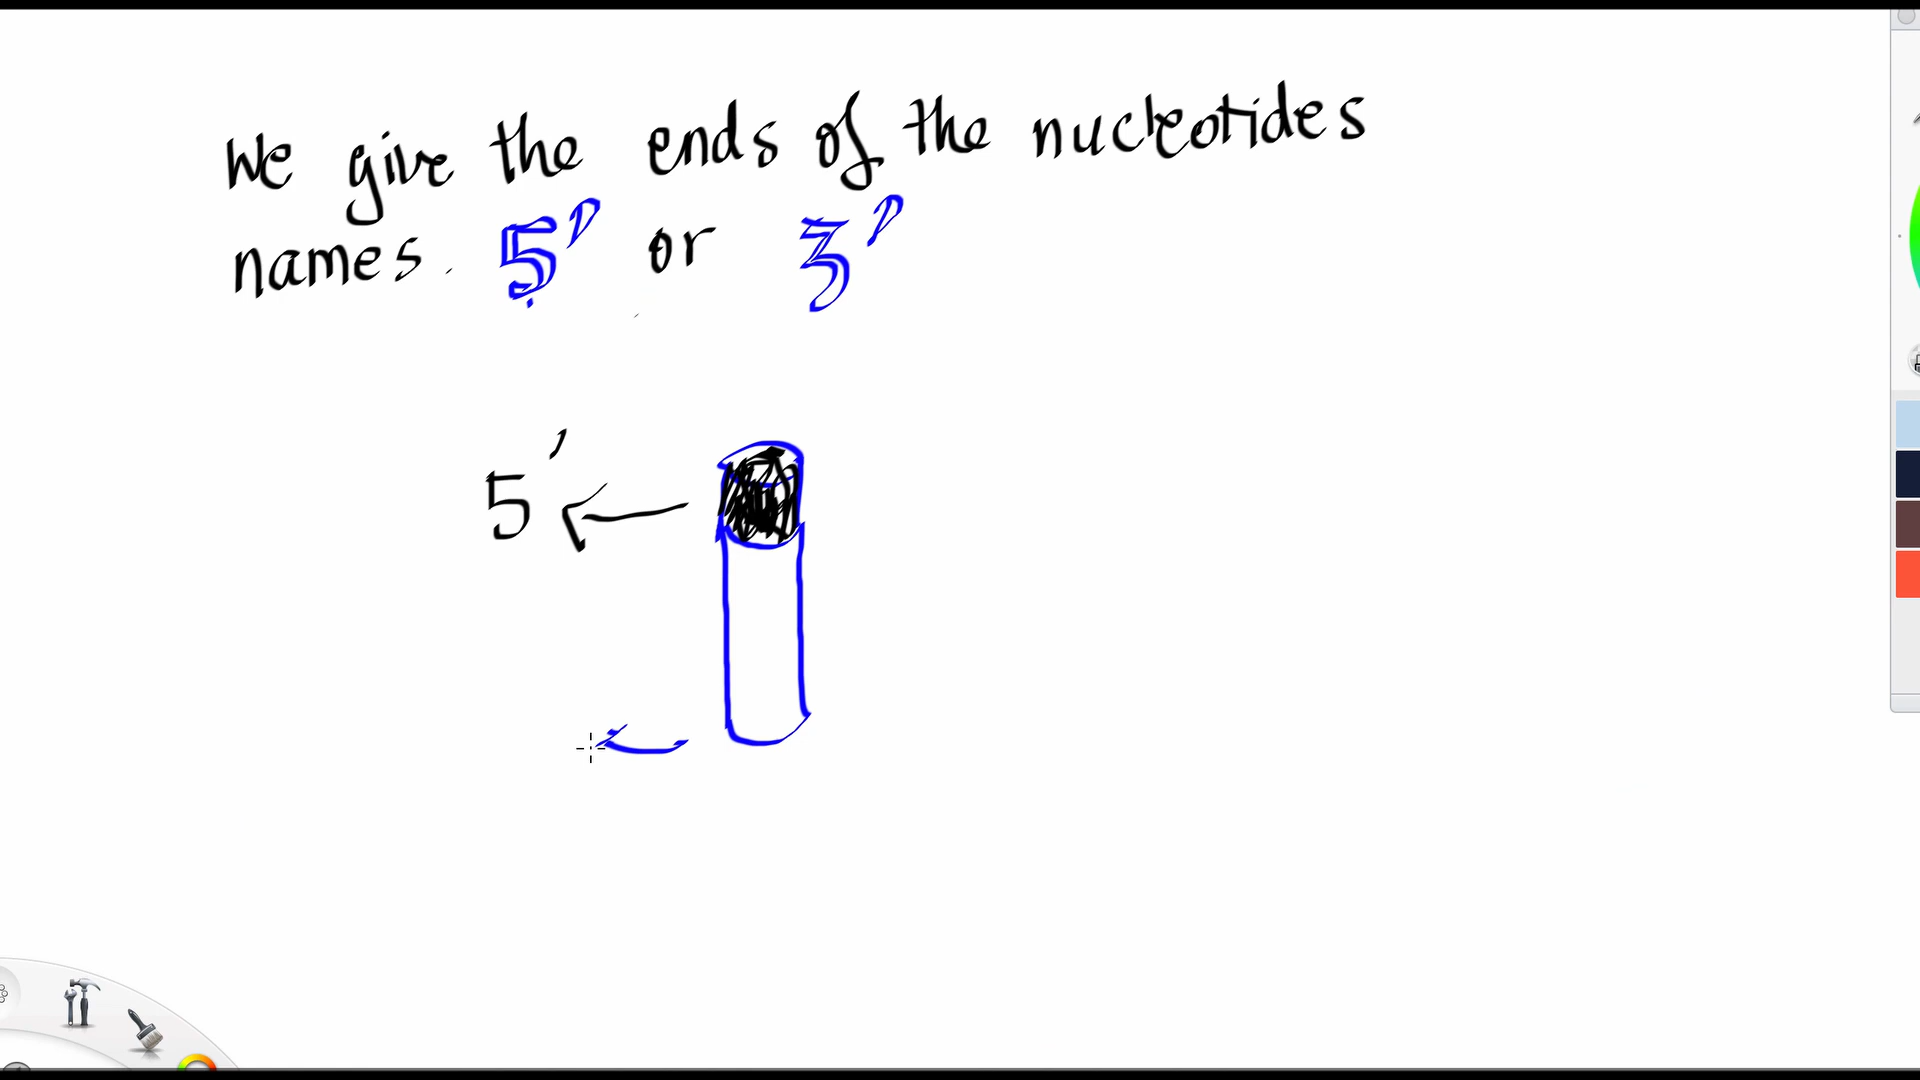 We give the ends of the nucleotides
names. 5' or 3'
5'